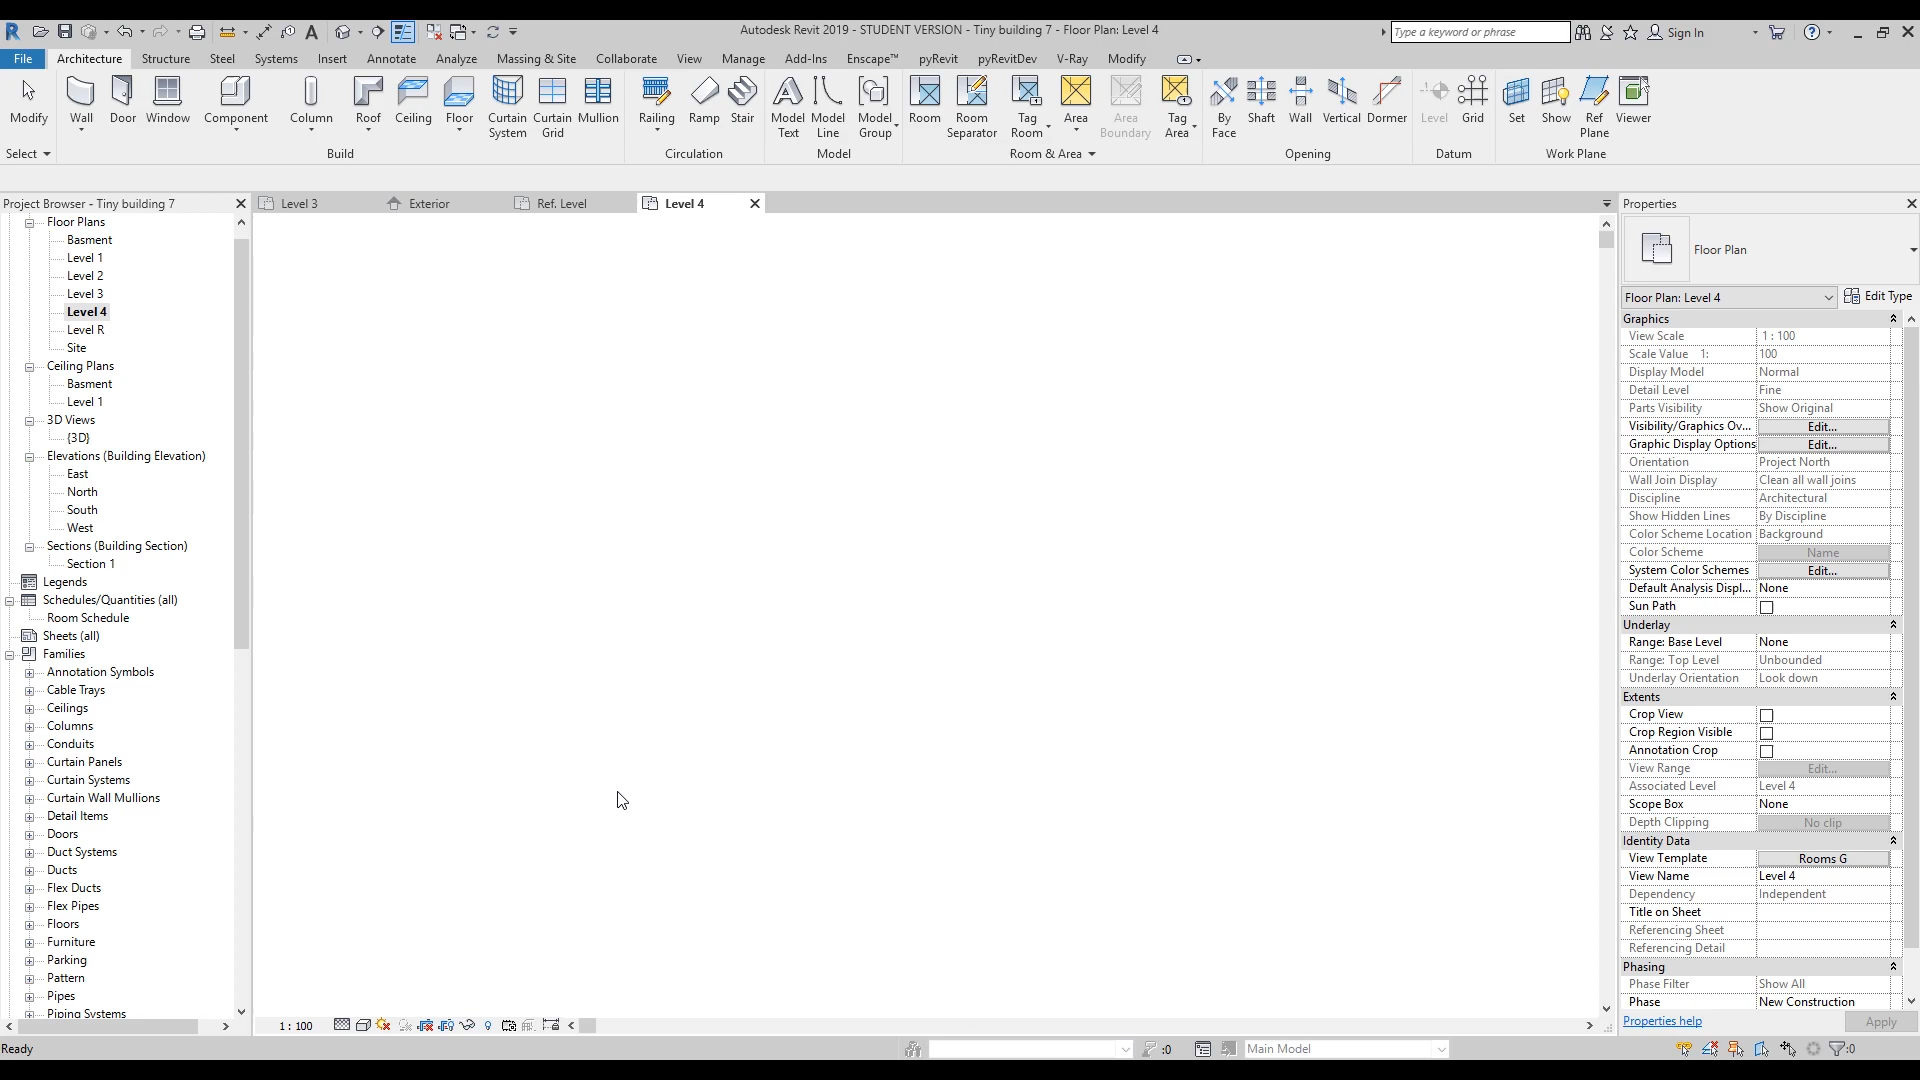 Autodesk Revit 2019 - STUDENT VERSION - Tiny building 7 - Floor Plan: Level 4
Type a keyword or phrase
Sign In
File
Architecture
Structure
Steel
Systems
Insert
Annotate
Analyze
Massing & Site
Collaborate
View
Manage
Add-Ins
Enscape™
pyRevit
pyRevitDev
V-Ray
Modify
Modify
Wall
Door
Window
Component
Column
Roof
Ceiling
Floor
Curtain System
Curtain Grid
Mullion
Railing
Ramp
Stair
Model Text
Model Line
Model Group
Room
Room Separator
Tag Room
Area
Area Boundary
Tag Area
By Face
Shaft
Wall
Vertical
Dormer
Level
Grid
Set
Show
Ref Plane
Viewer
Select
Build
Circulation
Model
Room & Area
Opening
Datum
Work Plane
Project Browser - Tiny building 7
Floor Plans
Basment
Level 1
Level 2
Level 3
Level 4
Level R
Site
Ceiling Plans
Basment
Level 1
3D Views
{3D}
Elevations (Building Elevation)
East
North
South
West
Sections (Building Section)
Section 1
Legends
Schedules/Quantities (all)
Room Schedule
Sheets (all)
Families
Annotation Symbols
Cable Trays
Ceilings
Columns
Conduits
Curtain Panels
Curtain Systems
Curtain Wall Mullions
Detail Items
Doors
Duct Systems
Ducts
Flex Ducts
Flex Pipes
Floors
Furniture
Parking
Pattern
Pipes
Piping Systems
Level 3
Exterior
Ref. Level
Level 4
1 : 100
Properties
Floor Plan
Floor Plan: Level 4
Edit Type
Graphics
View Scale 1 : 100
Scale Value 1: 100
Display Model Normal
Detail Level Fine
Parts Visibility Show Original
Visibility/Graphics Ov... Edit...
Graphic Display Options Edit...
Orientation Project North
Wall Join Display Clean all wall joins
Discipline Architectural
Show Hidden Lines By Discipline
Color Scheme Location Background
Color Scheme Name
System Color Schemes Edit...
Default Analysis Displ... None
Sun Path
Underlay
Range: Base Level None
Range: Top Level Unbounded
Underlay Orientation Look down
Extents
Crop View
Crop Region Visible
Annotation Crop
View Range Edit...
Associated Level Level 4
Scope Box None
Depth Clipping No clip
Identity Data
View Template Rooms G
View Name Level 4
Dependency Independent
Title on Sheet
Referencing Sheet
Referencing Detail
Phasing
Phase Filter Show All
Phase New Construction
Properties help
Apply
Ready
:0
Main Model
:0